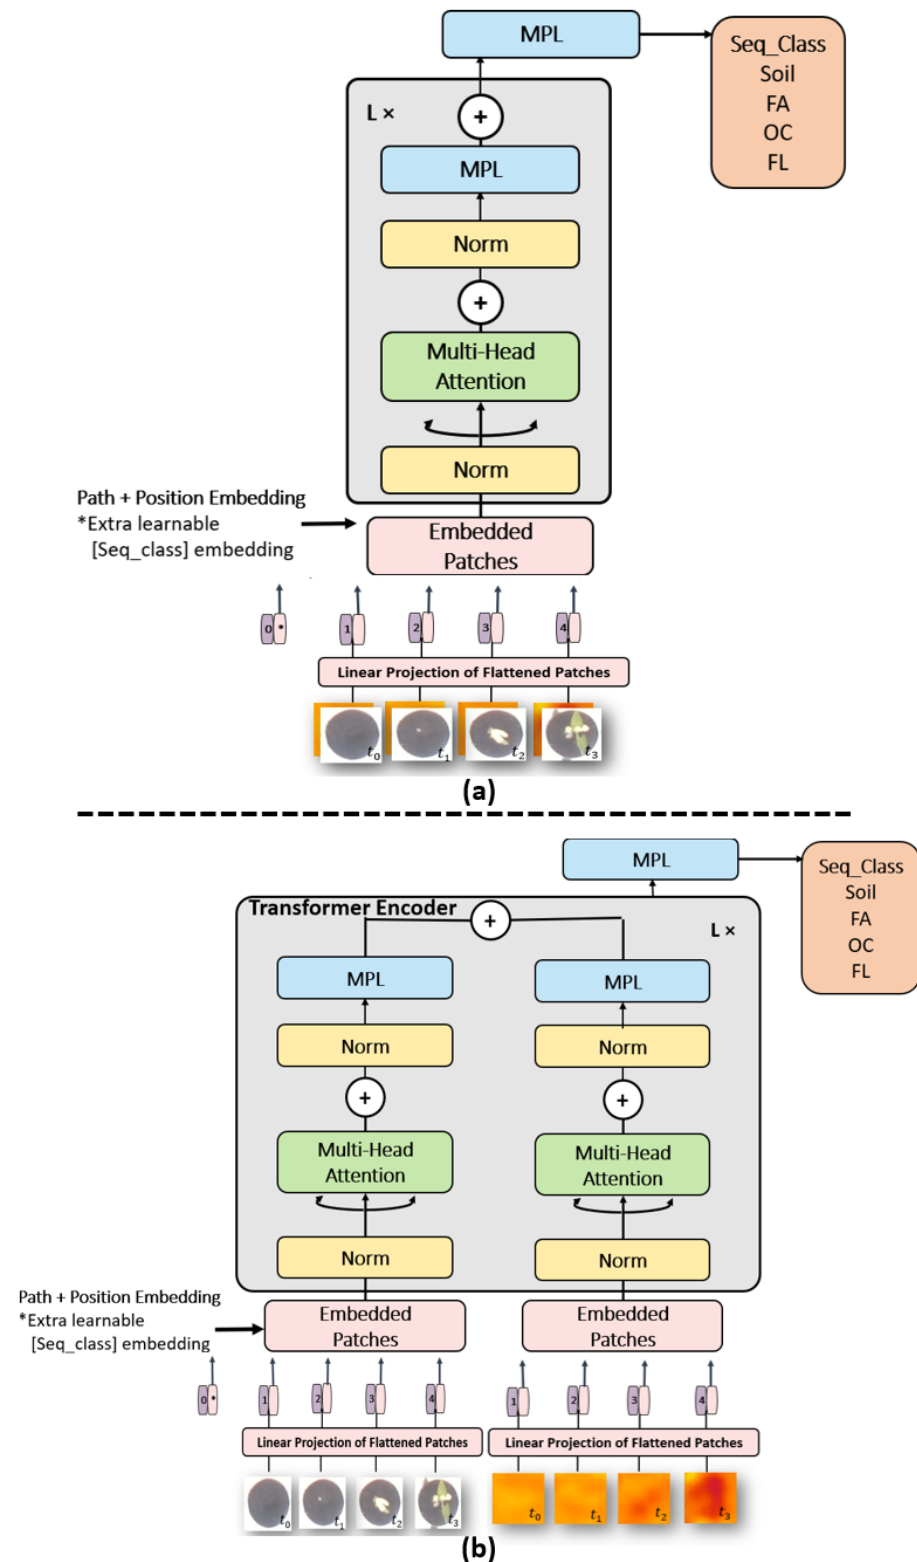 MPL
Seq_Class
Soil
FA
OC
FL
L ×
+
MPL
Norm
+
Multi-Head
Attention
Norm
Path + Position Embedding
*Extra learnable
[Seq_class] embedding
Embedded
Patches
0 * 1 2 3 4
Linear Projection of Flattened Patches
t0 t1 t2 t3
(a)
MPL
Seq_Class
Soil
FA
OC
FL
Transformer Encoder
+
L ×
MPL MPL
Norm Norm
+ +
Multi-Head
Attention
Multi-Head
Attention
Norm Norm
Path + Position Embedding
*Extra learnable
[Seq_class] embedding
Embedded
Patches
Embedded
Patches
0 * 1 2 3 4 1 2 3 4
Linear Projection of Flattened Patches Linear Projection of Flattened Patches
t0 t1 t2 t3 t0 t1 t2 t3
(b)